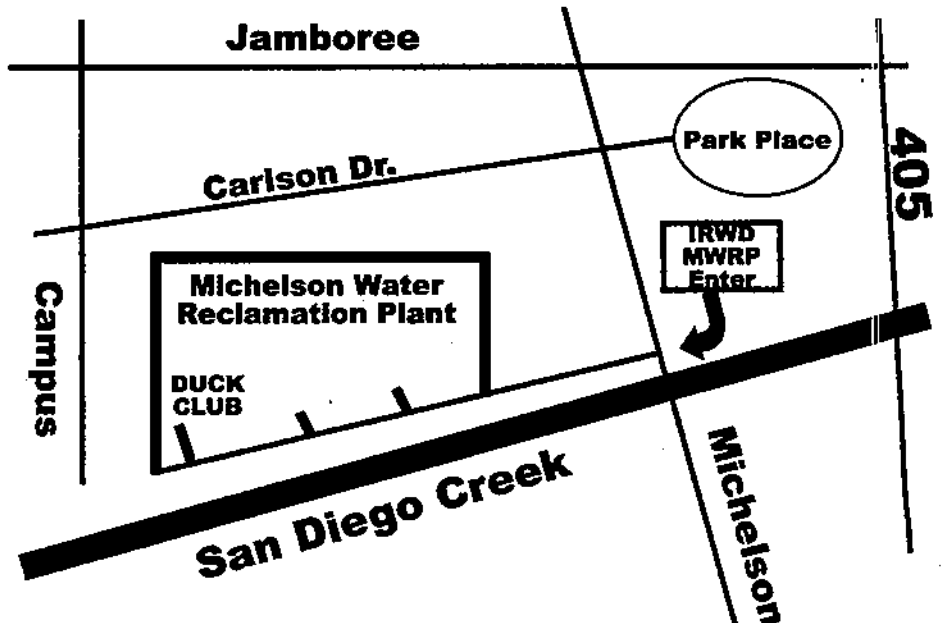 Jamboree
Park Place
405
Carlson Dr.
IRWD
MWRP
Enter
Michelson Water
Reclamation Plant
Campus
DUCK
CLUB
Michelson
San Diego Creek